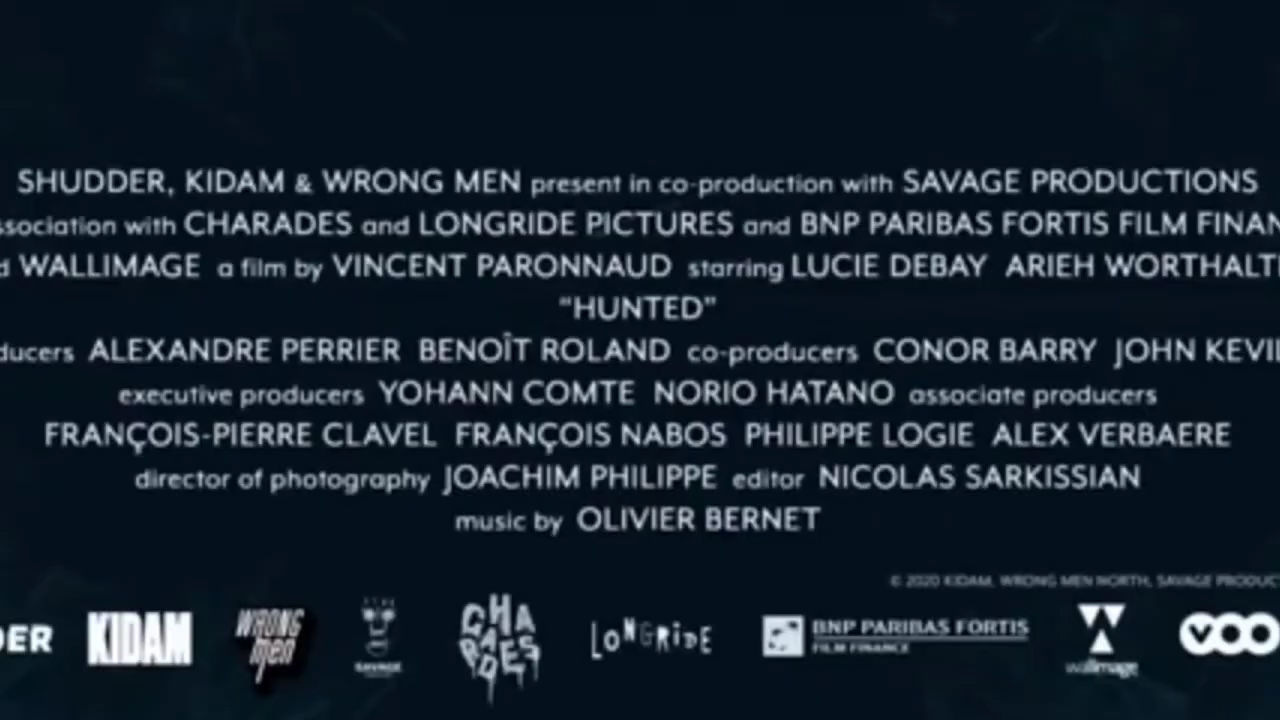 SHUDDER, KIDAM & WRONG MEN present in co-production with SAVAGE PRODUCTIONS
ssociation with CHARADES and LONGRIDE PICTURES and BNP PARIBAS FORTIS FILM FINAN
d WALLIMAGE a film by VINCENT PARONNAUD starring LUCIE DEBAY ARIEH WORTHALT
"HUNTED"
ducers ALEXANDRE PERRIER BENOÎT ROLAND co-producers CONOR BARRY JOHN KEVI
executive producers YOHANN COMTE NORIO HATANO associate producers
FRANÇOIS-PIERRE CLAVEL FRANÇOIS NABOS PHILIPPE LOGIE ALEX VERBAERE
director of photography JOACHIM PHILIPPE editor NICOLAS SARKISSIAN
music by OLIVIER BERNET
© 2020 KIDAM, WRONG MEN NORTH, SAVAGE PRODUCT
DER KIDAM WRONG men SAVAGE CHARADES LONGRIDE BNP PARIBAS FORTIS FILM FINANCE wallimage VOO